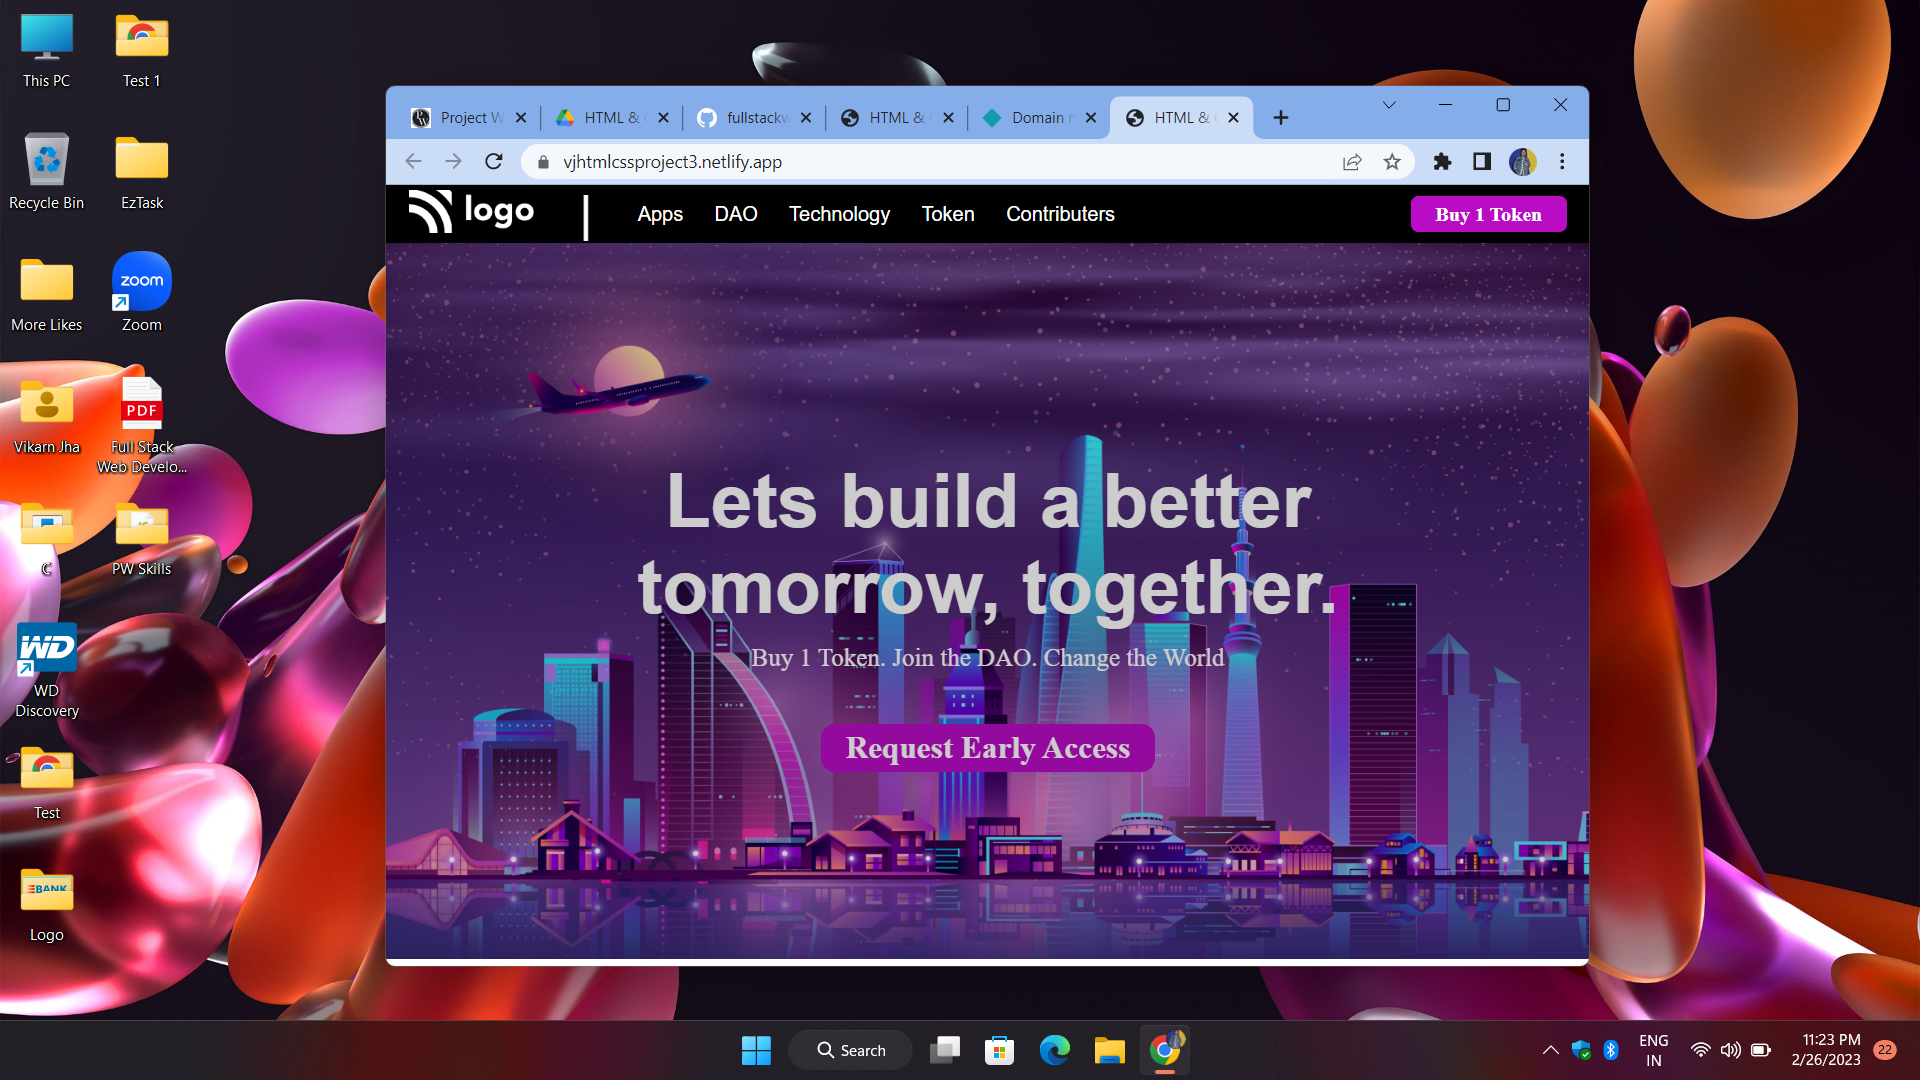 This PC
Test 1
Recycle Bin
EzTask
More Likes
zoom
Zoom
Vikarn Jha
PDF
Full Stack
Web Develo...
C
PW Skills
WD
WD
Discovery
Test
BANK
Logo
Project W
HTML &
fullstackw
HTML &
Domain
HTML &
vjhtmlcssproject3.netlify.app
logo
Apps
DAO
Technology
Token
Contributers
Buy 1 Token
Lets build a better
tomorrow, together.
Buy 1 Token. Join the DAO. Change the World
Request Early Access
Search
ENG
IN
11:23 PM
2/26/2023
22